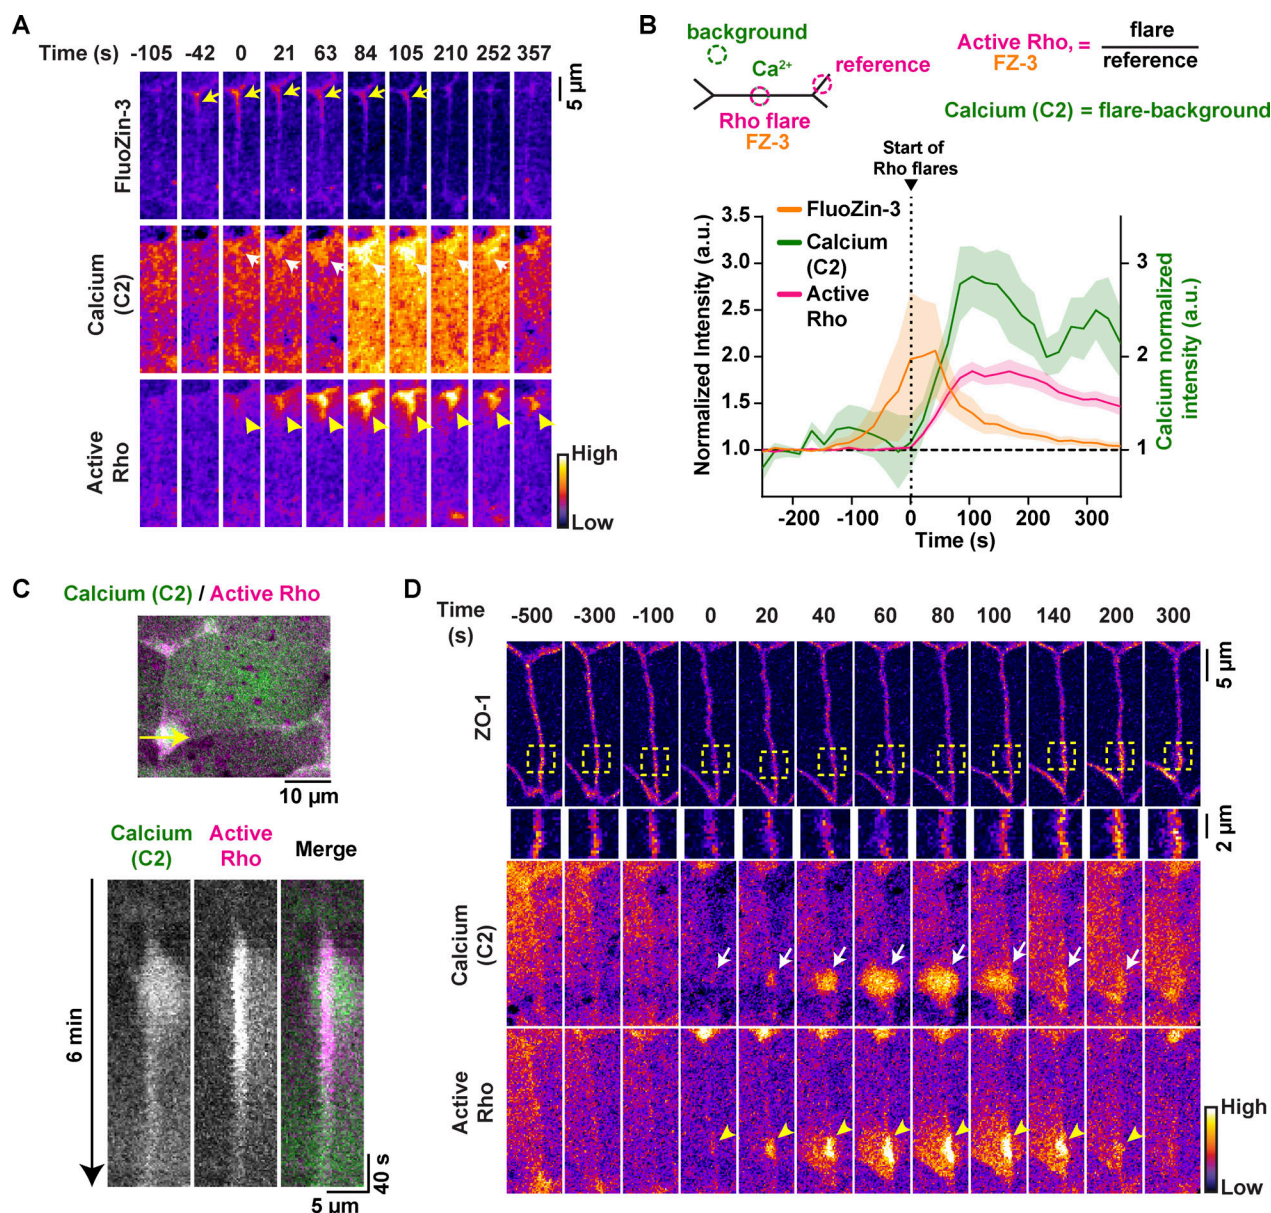 A
Time (s) -105 -42 0 21 63 84 105 210 252 357
FluoZin-3
5 µm
Calcium
(C2)
Active
Rho
High
Low
B
background
Ca²⁺
reference
Rho flare
FZ-3
Active Rho, = flare
FZ-3 reference
Calcium (C2) = flare-background
Start of
Rho flares
FluoZin-3
Calcium
(C2)
Active
Rho
Normalized Intensity (a.u.)
3.5
3.0
2.5
2.0
1.5
1.0
3
2
1
Calcium normalized
intensity (a.u.)
-200 -100 0 100 200 300
Time (s)
C
Calcium (C2) / Active Rho
10 µm
Calcium
(C2)
Active
Rho
Merge
6 min
40 s
5 µm
D
Time
(s)
-500 -300 -100 0 20 40 60 80 100 140 200 300
ZO-1
5 µm
2 µm
Calcium
(C2)
Active
Rho
High
Low